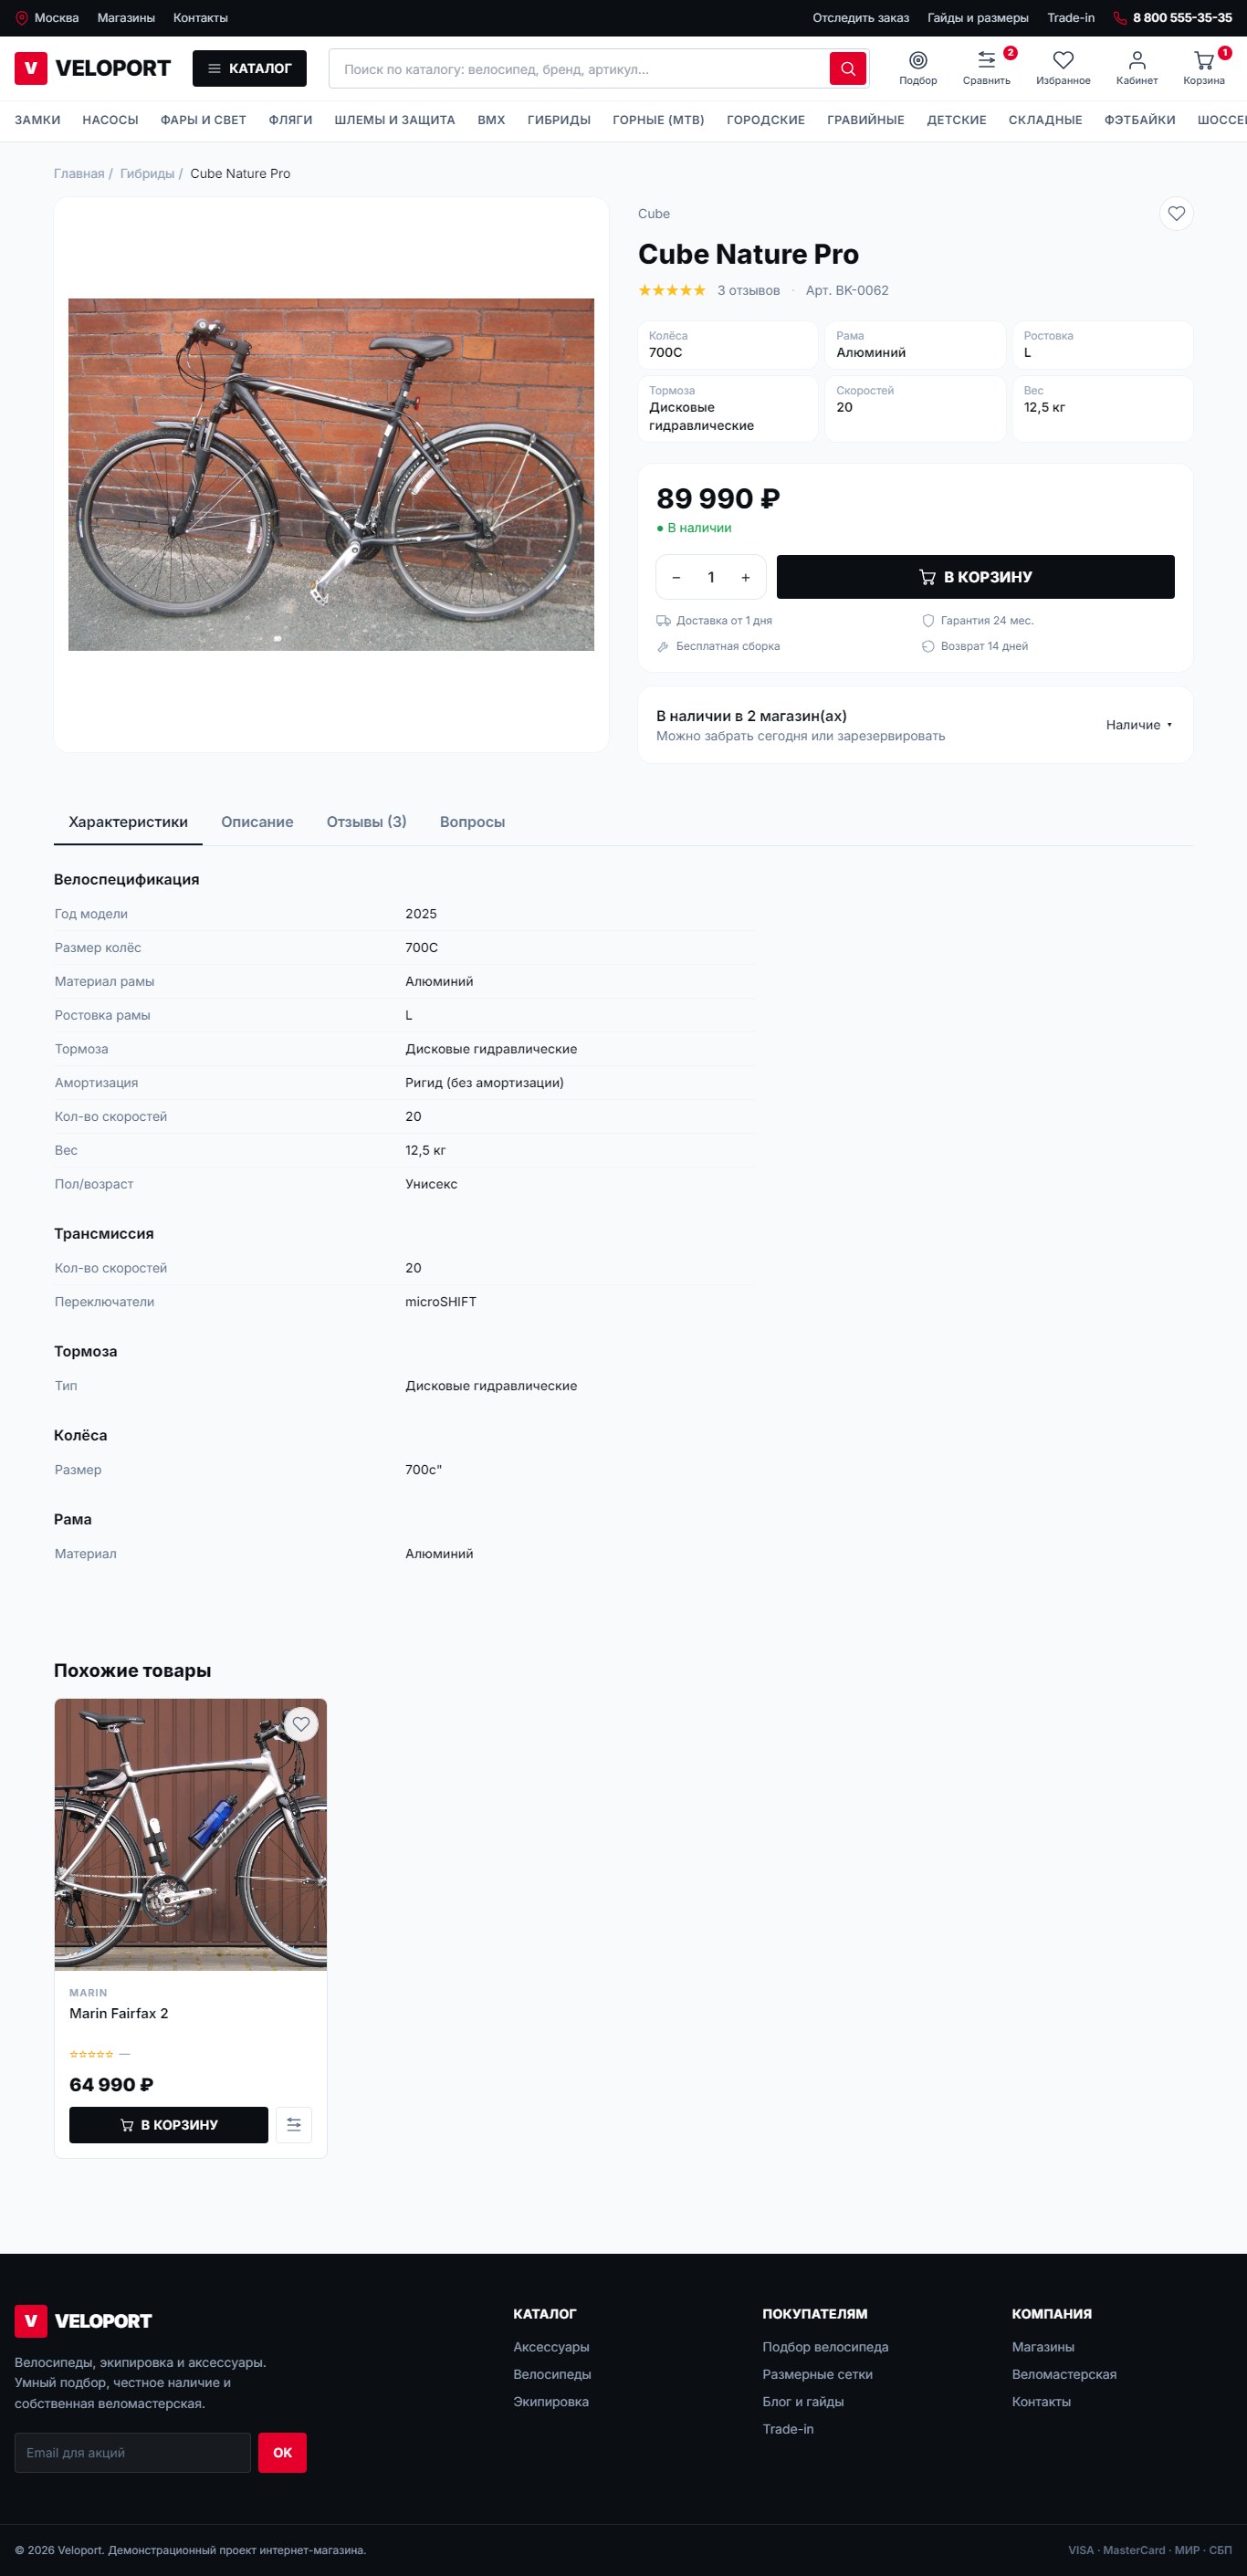 Москва Магазины Контакты Отследить заказ Гайды и размеры Trade-in 8 800 555-35-35
V VELOPORT КАТАЛОГ Поиск по каталогу: велосипед, бренд, артикул... Подбор 2 Сравнить Избранное Кабинет 1 Корзина
ЗАМКИ НАСОСЫ ФАРЫ И СВЕТ ФЛЯГИ ШЛЕМЫ И ЗАЩИТА BMX ГИБРИДЫ ГОРНЫЕ (MTB) ГОРОДСКИЕ ГРАВИЙНЫЕ ДЕТСКИЕ СКЛАДНЫЕ ФЭТБАЙКИ ШОССЕ
Главная / Гибриды / Cube Nature Pro
TREK
Cube
Cube Nature Pro
★★★★★ 3 отзывов · Арт. BK-0062
Колёса
700C
Рама
Алюминий
Ростовка
L
Тормоза
Дисковые
гидравлические
Скоростей
20
Вес
12,5 кг
89 990 ₽
● В наличии
− 1 + В КОРЗИНУ
Доставка от 1 дня Гарантия 24 мес.
Бесплатная сборка Возврат 14 дней
В наличии в 2 магазин(ах)
Можно забрать сегодня или зарезервировать
Наличие ▾
Характеристики Описание Отзывы (3) Вопросы
Велоспецификация
Год модели 2025
Размер колёс 700C
Материал рамы Алюминий
Ростовка рамы L
Тормоза Дисковые гидравлические
Амортизация Ригид (без амортизации)
Кол-во скоростей 20
Вес 12,5 кг
Пол/возраст Унисекс
Трансмиссия
Кол-во скоростей 20
Переключатели microSHIFT
Тормоза
Тип Дисковые гидравлические
Колёса
Размер 700c"
Рама
Материал Алюминий
Похожие товары
GIANT
MARIN
Marin Fairfax 2
☆☆☆☆☆ —
64 990 ₽
В КОРЗИНУ
V VELOPORT
Велосипеды, экипировка и аксессуары.
Умный подбор, честное наличие и
собственная веломастерская.
Email для акций OK
КАТАЛОГ
Аксессуары
Велосипеды
Экипировка
ПОКУПАТЕЛЯМ
Подбор велосипеда
Размерные сетки
Блог и гайды
Trade-in
КОМПАНИЯ
Магазины
Веломастерская
Контакты
© 2026 Veloport. Демонстрационный проект интернет-магазина. VISA · MasterCard · МИР · СБП